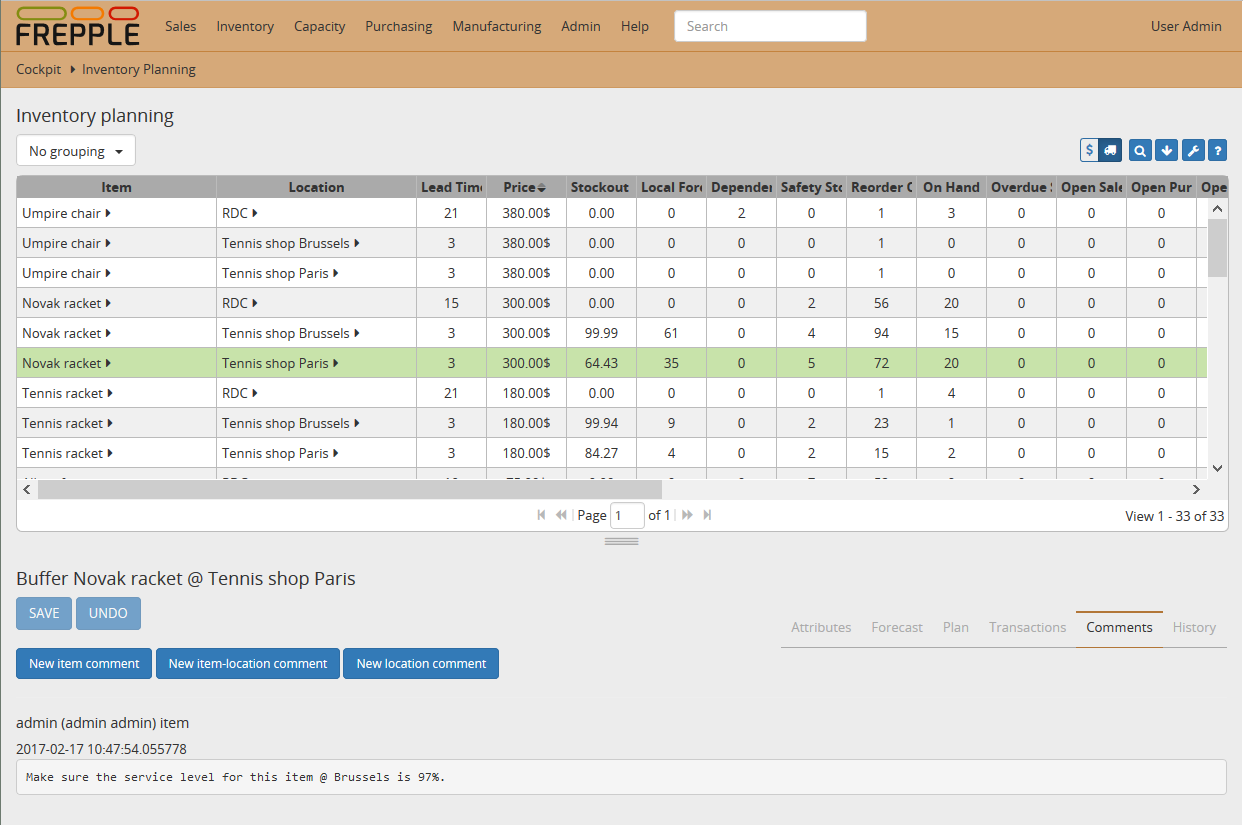 FREPPLE Sales Inventory Capacity Purchasing Manufacturing Admin Help Search User Admin
Cockpit Inventory Planning
Inventory planning
No grouping
$ ?
Item Location Lead Time Price Stockout Local Fore Depender Safety Sto Reorder On Hand Overdue Open Sale Open Pur Ope
Umpire chair RDC 21 380.00$ 0.00 0 2 0 1 3 0 0 0
Umpire chair Tennis shop Brussels 3 380.00$ 0.00 0 0 0 1 0 0 0 0
Umpire chair Tennis shop Paris 3 380.00$ 0.00 0 0 0 1 0 0 0 0
Novak racket RDC 15 300.00$ 0.00 0 0 2 56 20 0 0 0
Novak racket Tennis shop Brussels 3 300.00$ 99.99 61 0 4 94 15 0 0 0
Novak racket Tennis shop Paris 3 300.00$ 64.43 35 0 5 72 20 0 0 0
Tennis racket RDC 21 180.00$ 0.00 0 0 0 1 4 0 0 0
Tennis racket Tennis shop Brussels 3 180.00$ 99.94 9 0 2 23 1 0 0 0
Tennis racket Tennis shop Paris 3 180.00$ 84.27 4 0 2 15 2 0 0 0
Page 1 of 1 View 1 - 33 of 33
Buffer Novak racket @ Tennis shop Paris
SAVE UNDO
Attributes Forecast Plan Transactions Comments History
New item comment New item-location comment New location comment
admin (admin admin) item
2017-02-17 10:47:54.055778
Make sure the service level for this item @ Brussels is 97%.